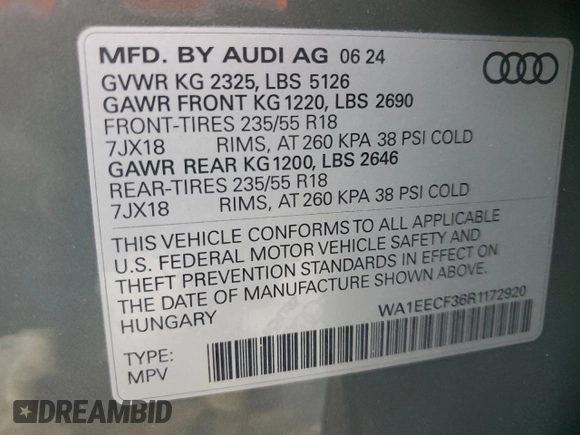 MFD. BY AUDI AG 06 24
GVWR KG 2325, LBS 5126
GAWR FRONT KG 1220, LBS 2690
FRONT-TIRES 235/55 R18
7JX18 RIMS, AT 260 KPA 38 PSI COLD
GAWR REAR KG 1200, LBS 2646
REAR-TIRES 235/55 R18
7JX18 RIMS, AT 260 KPA 38 PSI COLD
THIS VEHICLE CONFORMS TO ALL APPLICABLE
U.S. FEDERAL MOTOR VEHICLE SAFETY AND
THEFT PREVENTION STANDARDS IN EFFECT ON
THE DATE OF MANUFACTURE SHOWN ABOVE.
HUNGARY
WA1EECF36R1172920
TYPE:
MPV
DREAMBID